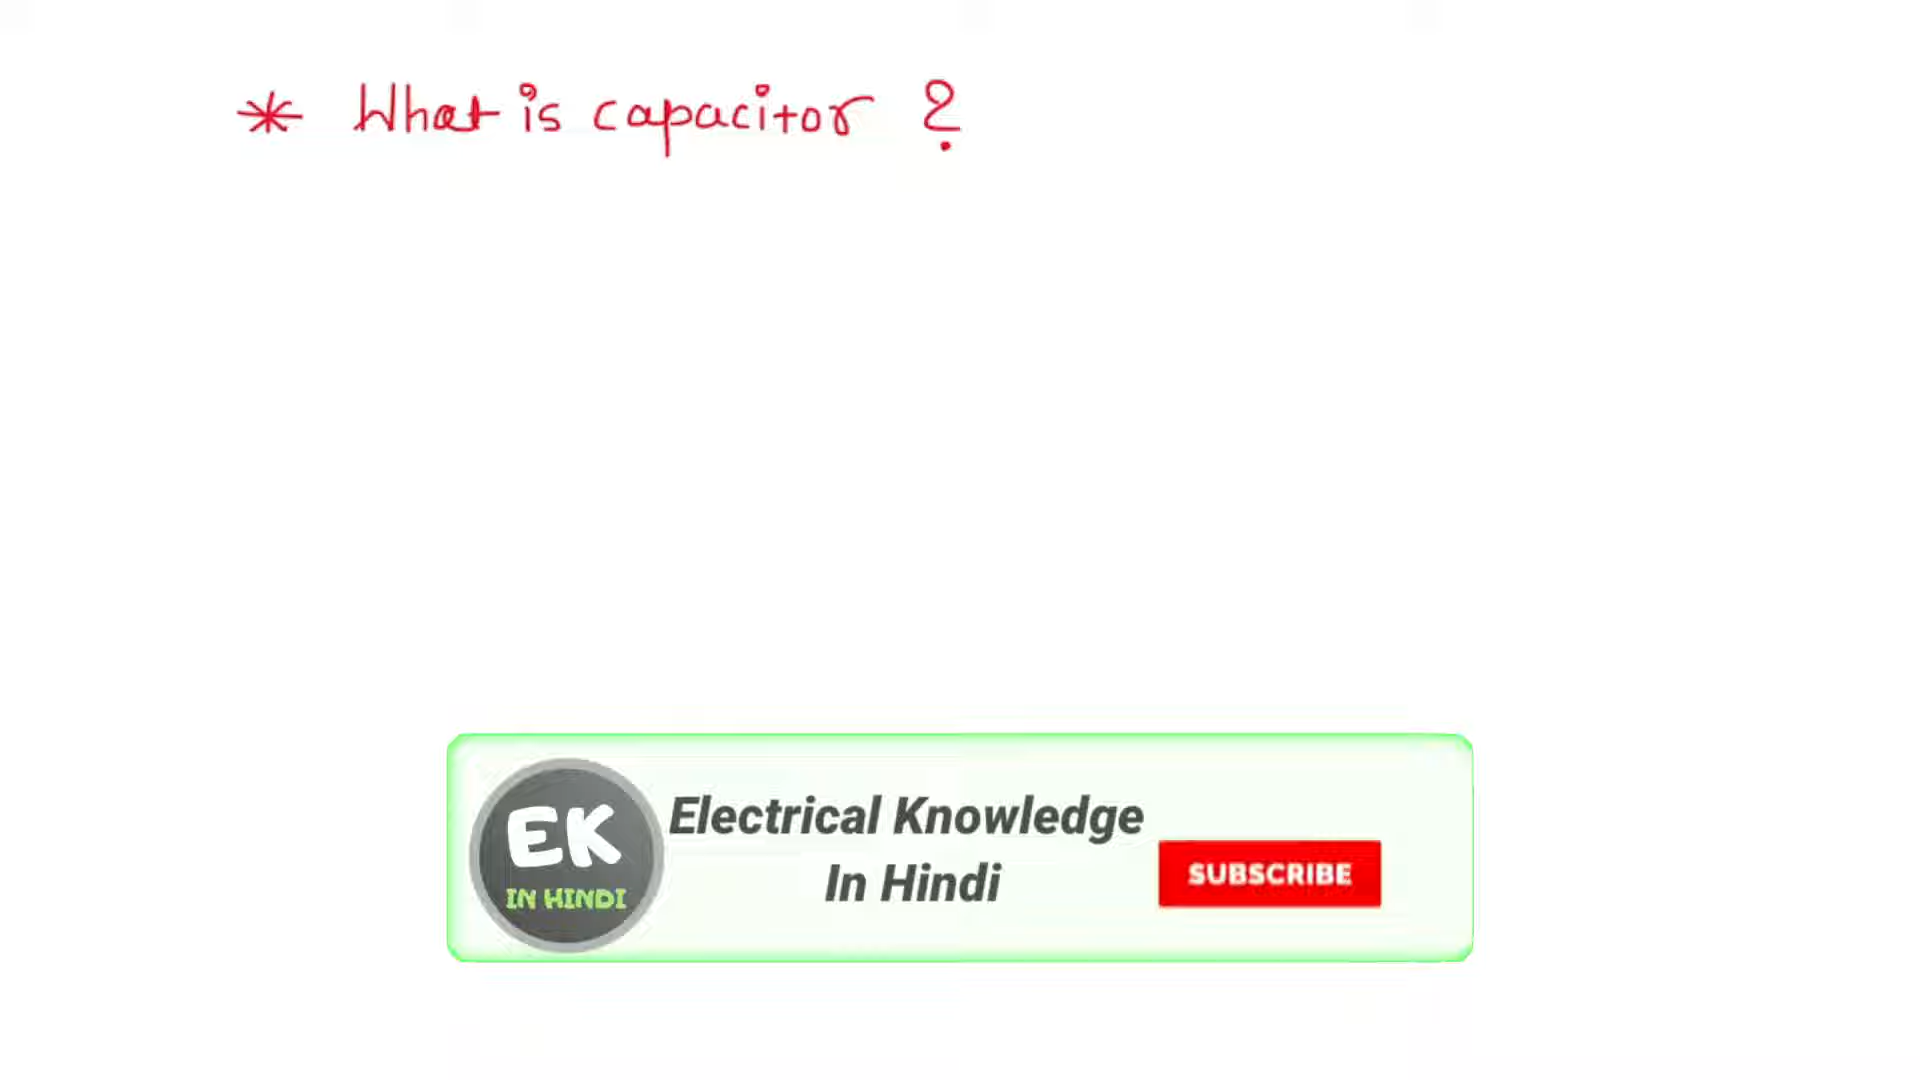 * What is capacitor ?
EK
IN HINDI
Electrical Knowledge
In Hindi
SUBSCRIBE